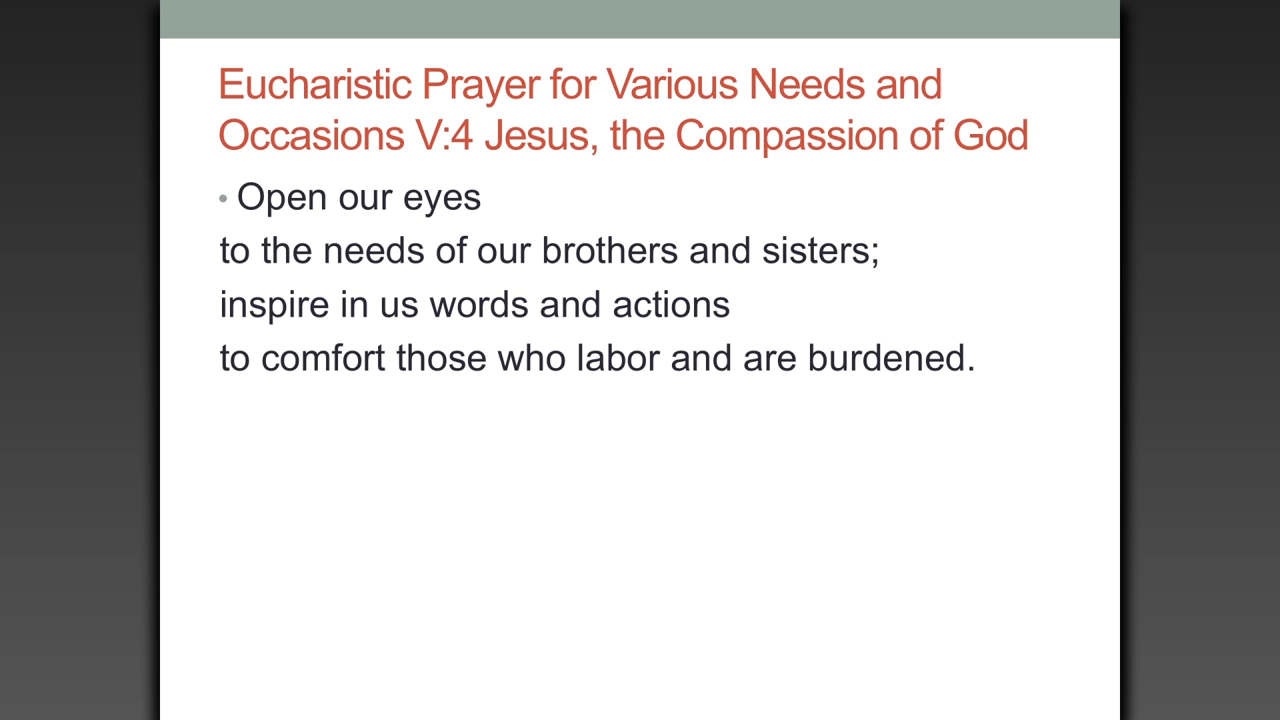 Eucharistic Prayer for Various Needs and
Occasions V:4 Jesus, the Compassion of God
• Open our eyes
to the needs of our brothers and sisters;
inspire in us words and actions
to comfort those who labor and are burdened.